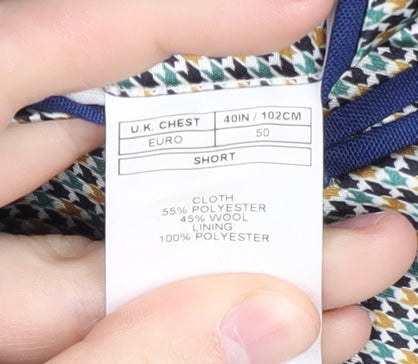 U.K. CHEST 40IN / 102CM
EURO 50
SHORT
CLOTH:
55% POLYESTER
45% WOOL
LINING:
100% POLYESTER